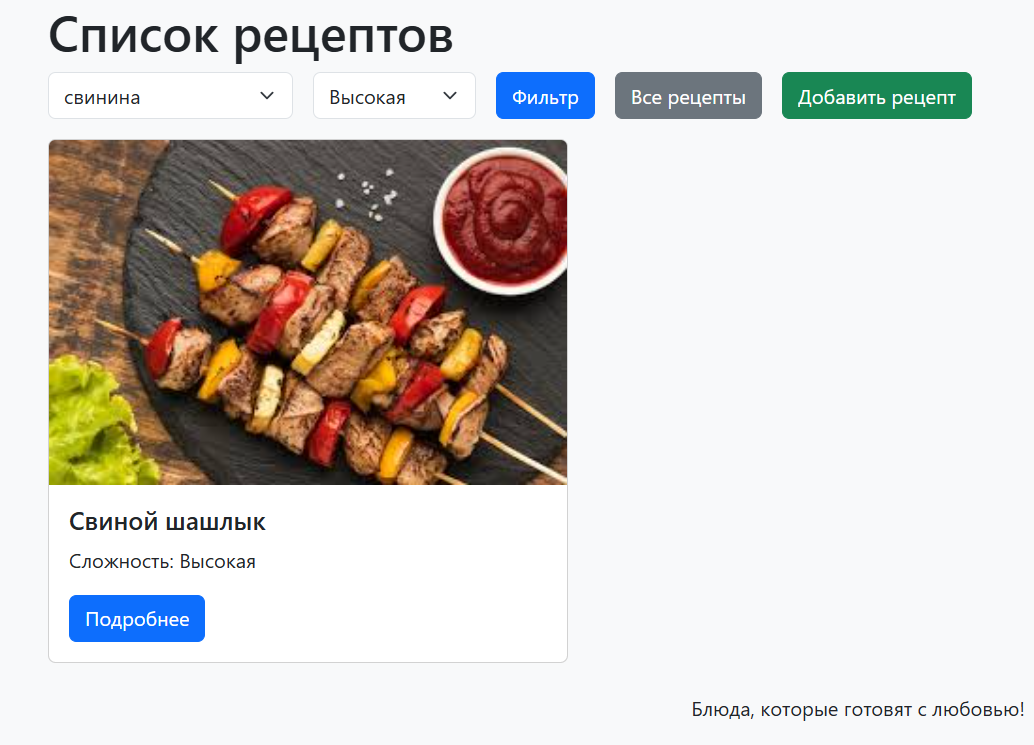 Список рецептов
свинина Высокая Фильтр Все рецепты Добавить рецепт
Свиной шашлык
Сложность: Высокая
Подробнее
Блюда, которые готовят с любовью!